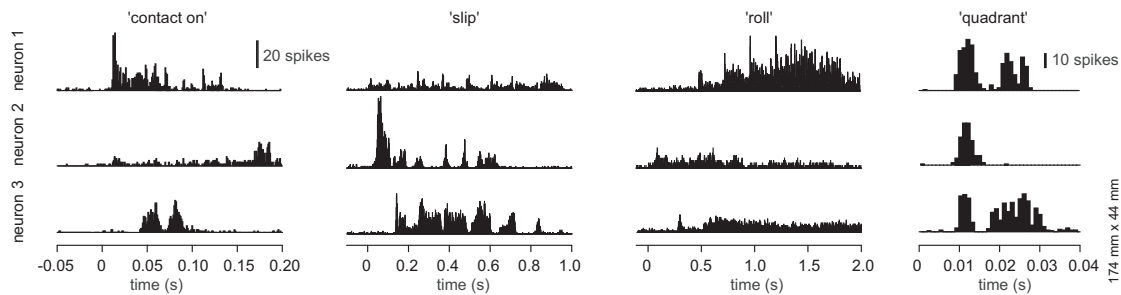 'contact on' 'slip' 'roll' 'quadrant'
neuron 1
20 spikes
10 spikes
neuron 2
neuron 3
-0.05 0 0.05 0.10 0.15 0.20
0 0.2 0.4 0.6 0.8 1.0
0 0.5 1.0 1.5 2.0
0 0.01 0.02 0.03 0.04
time (s) time (s) time (s) time (s)
174 mm x 44 mm